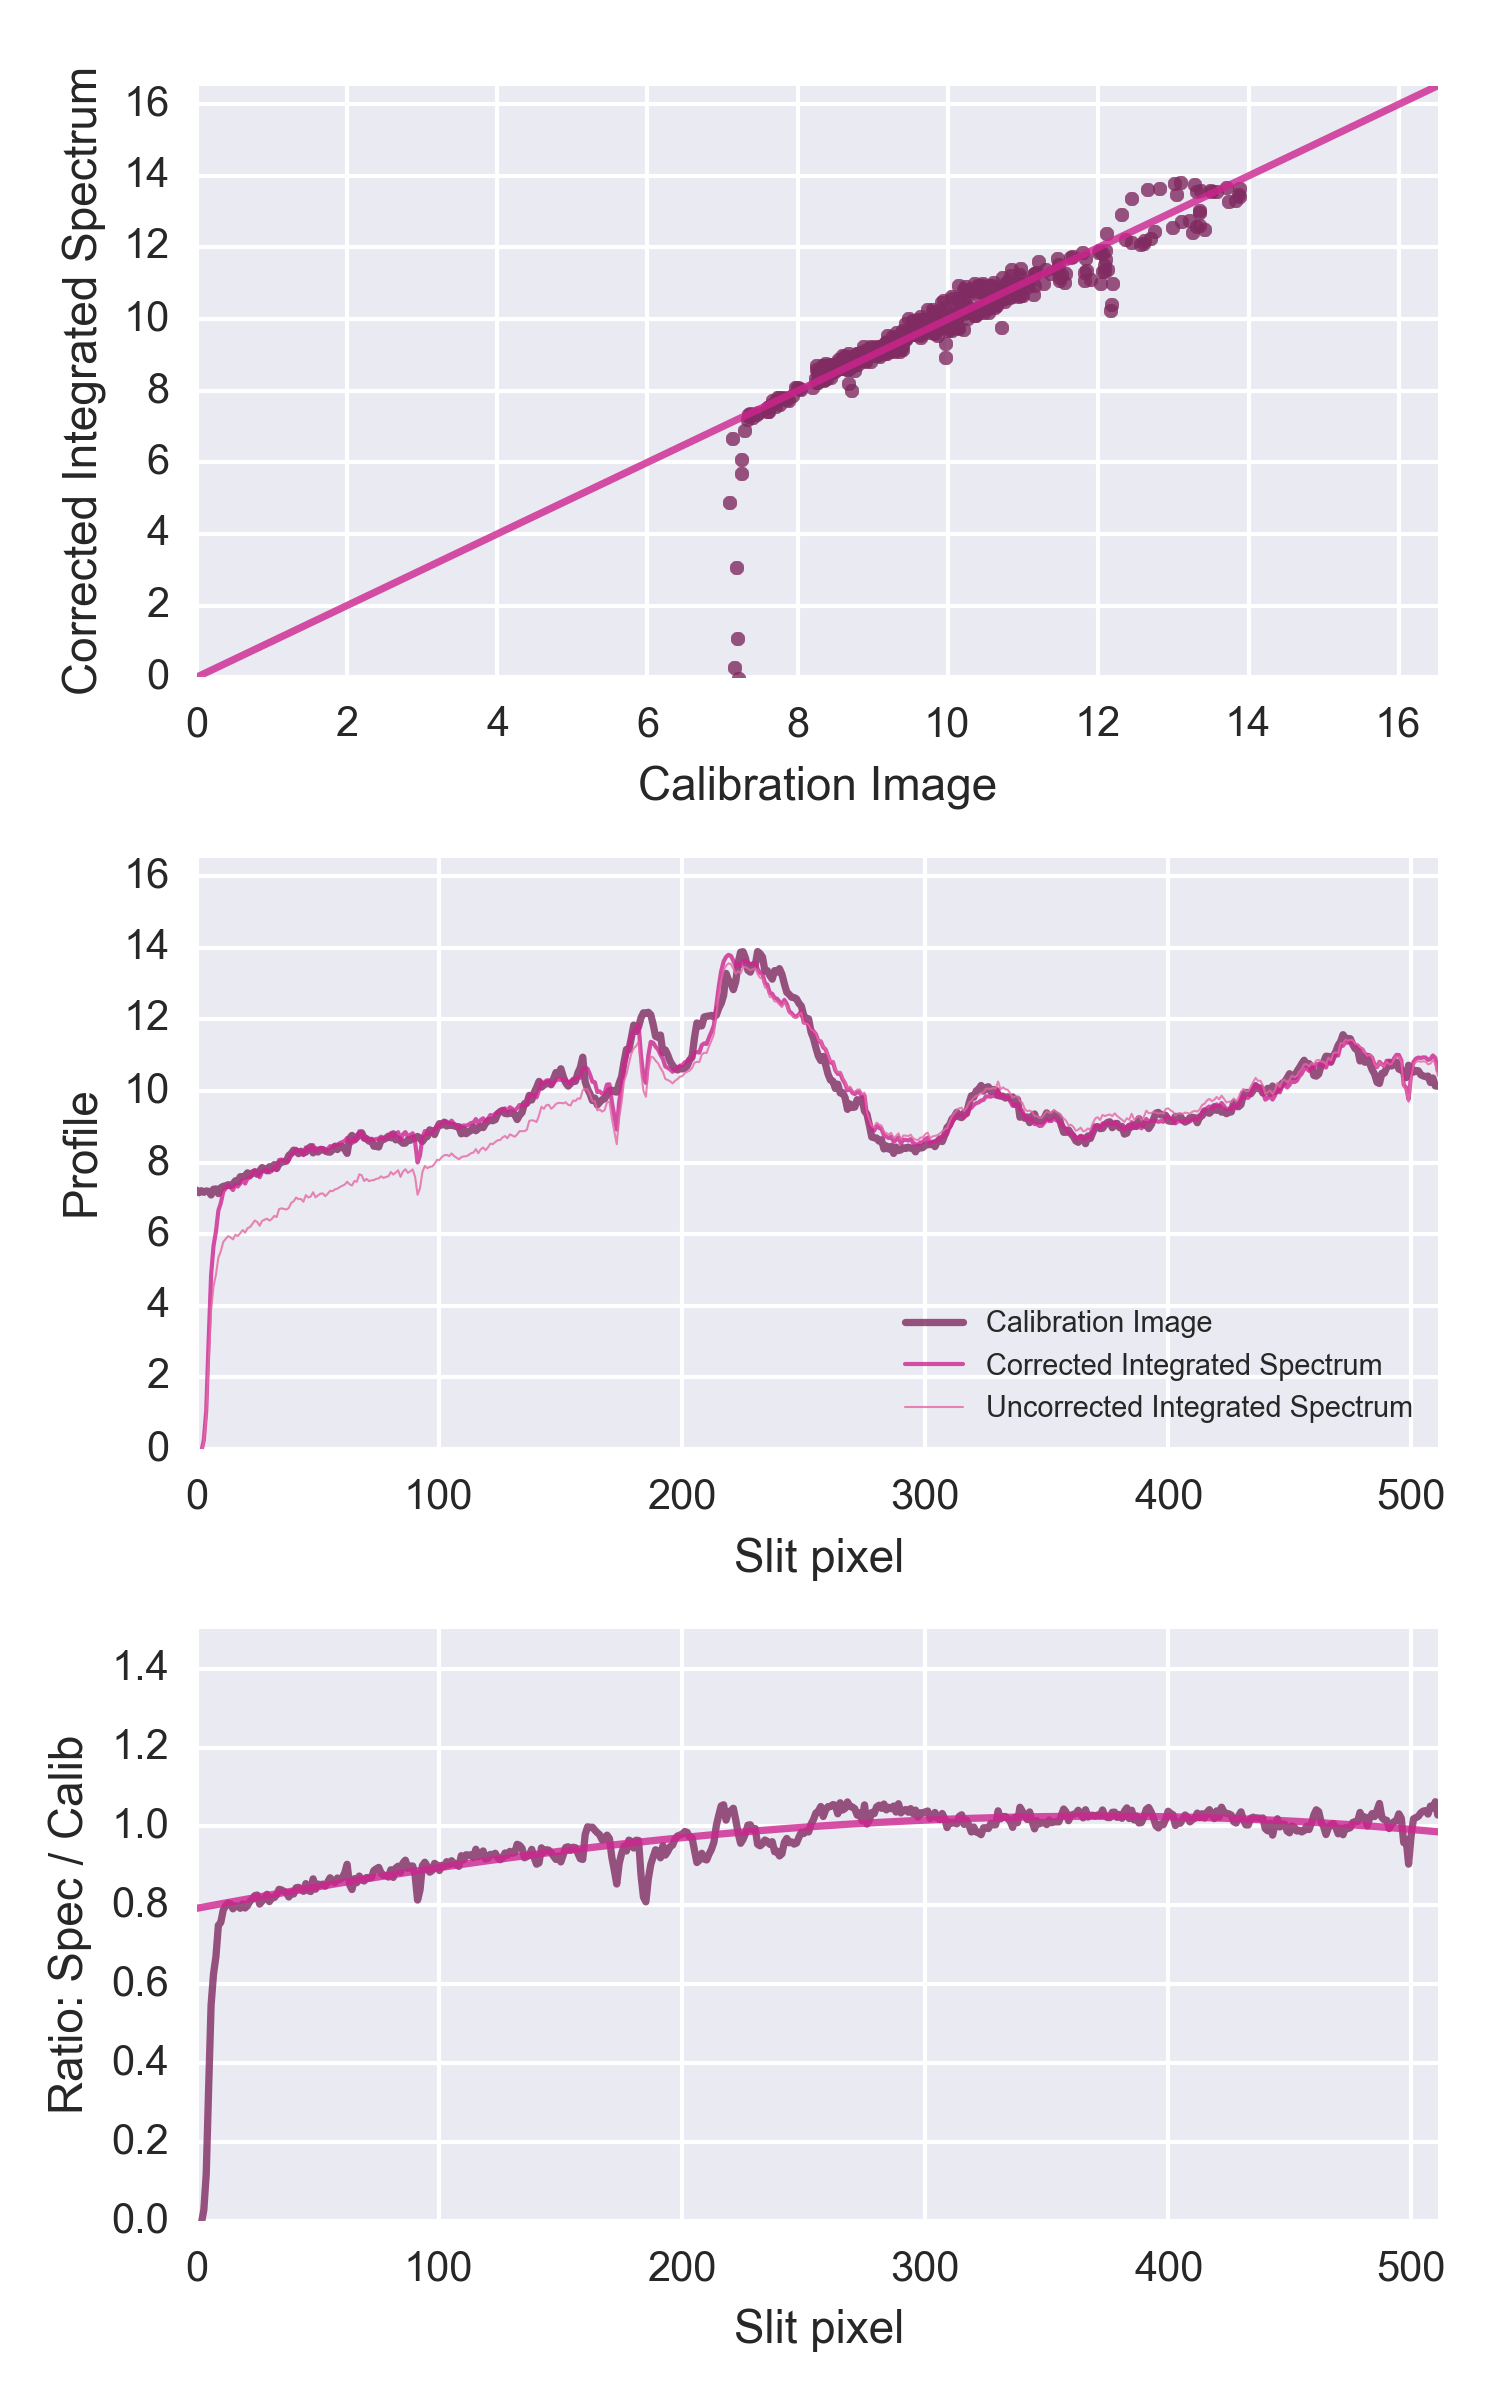 Corrected Integrated Spectrum
16
14
12
10
8
6
4
2
0
0 2 4 6 8 10 12 14 16
Calibration Image
Profile
16
14
12
10
8
6
4
2
0
Calibration Image
Corrected Integrated Spectrum
Uncorrected Integrated Spectrum
0 100 200 300 400 500
Slit pixel
Ratio: Spec / Calib
1.4
1.2
1.0
0.8
0.6
0.4
0.2
0.0
0 100 200 300 400 500
Slit pixel